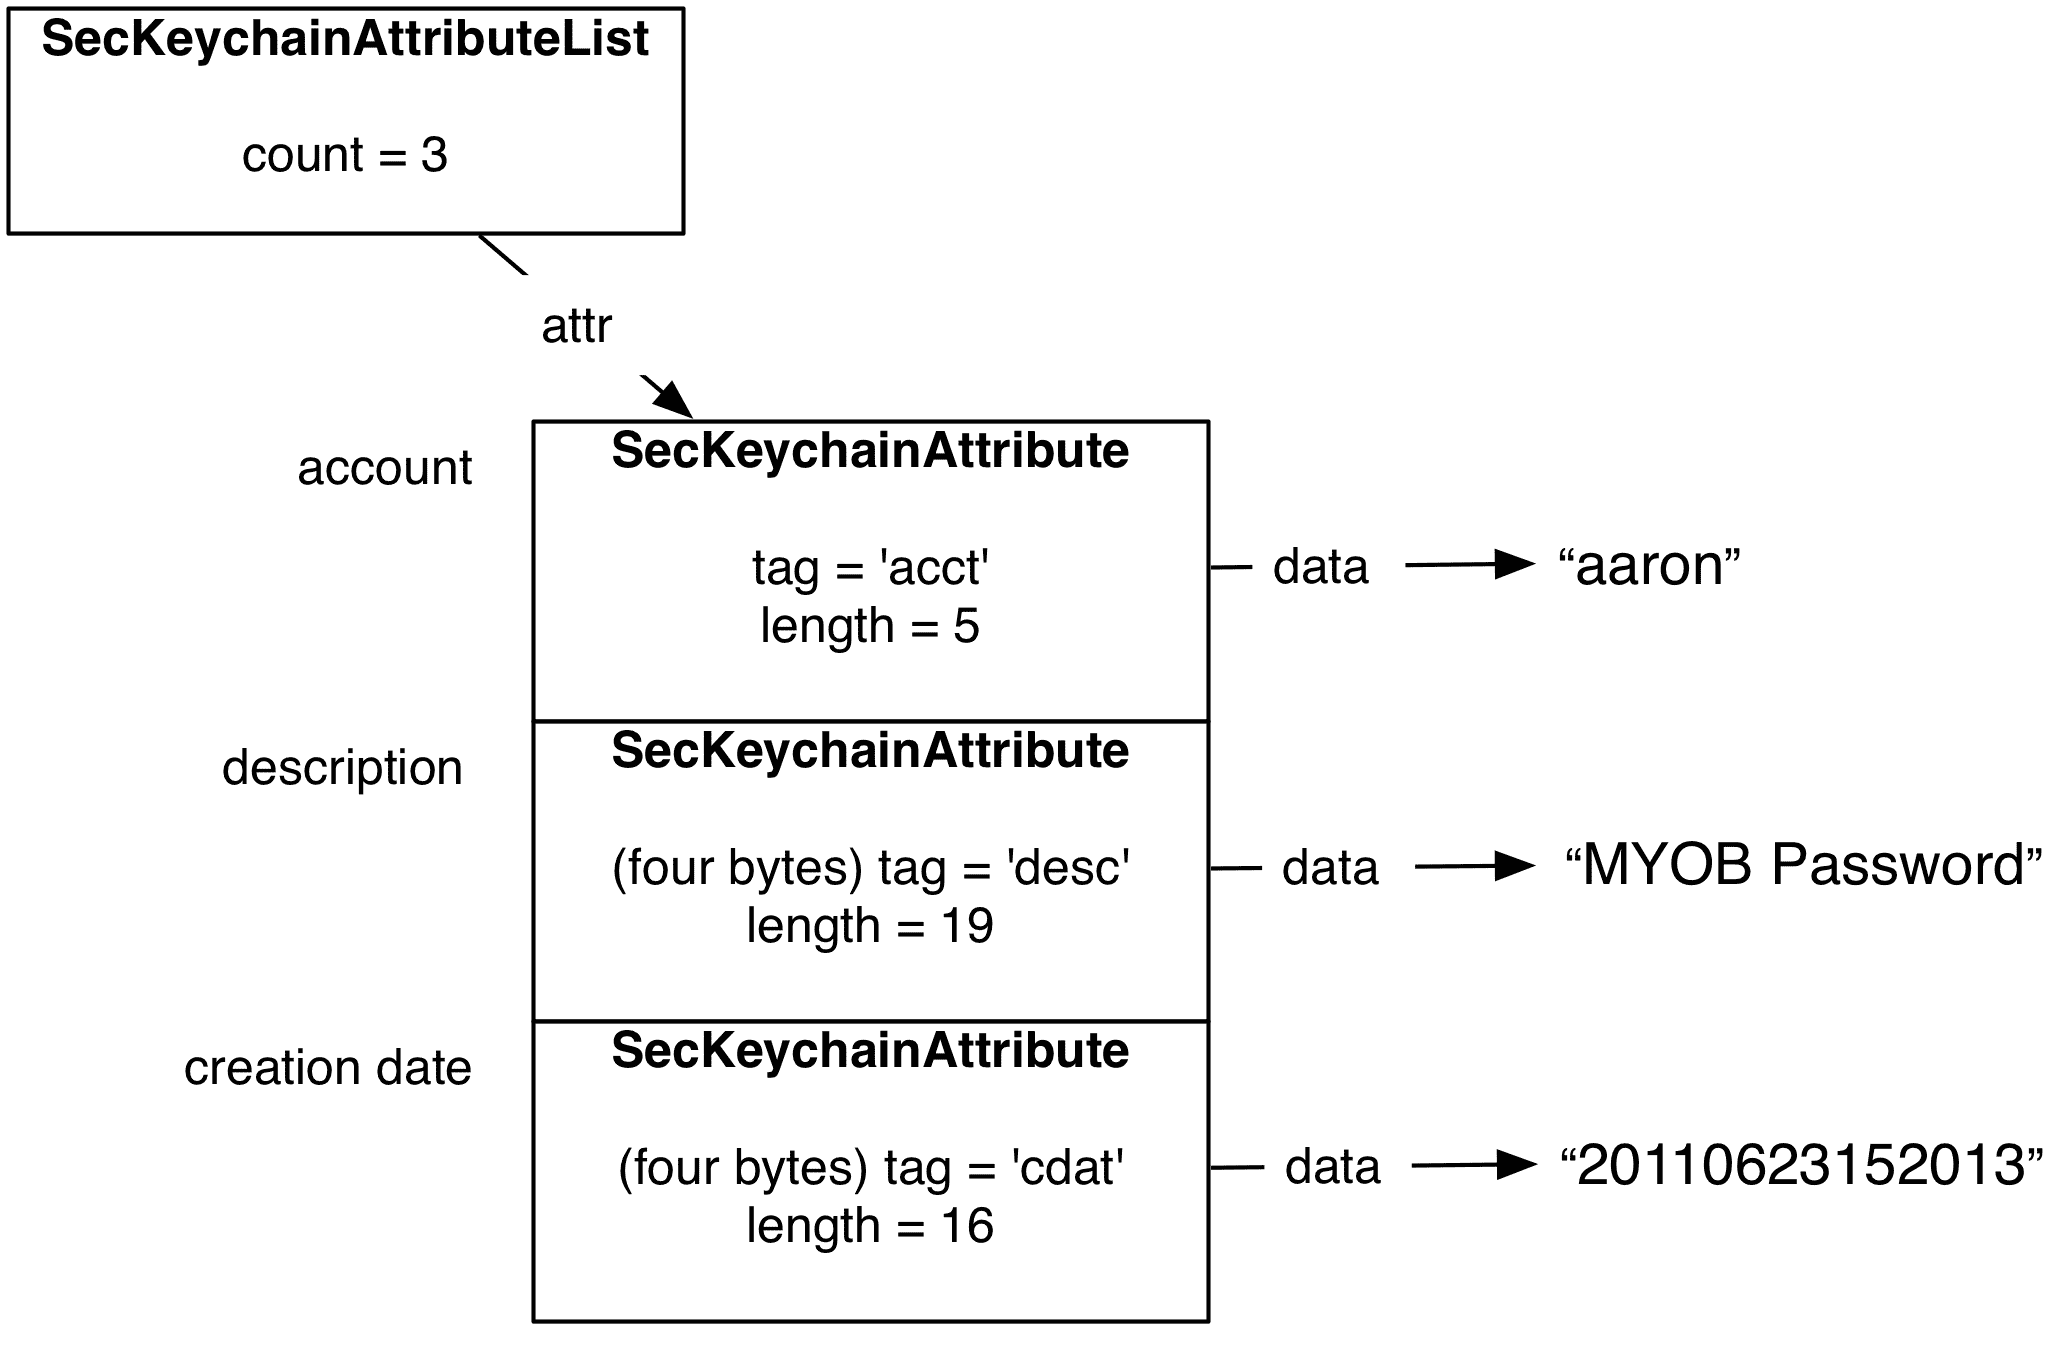 SecKeychainAttributeList
count = 3
attr
account
SecKeychainAttribute
tag = 'acct'
length = 5
data
“aaron”
description
SecKeychainAttribute
(four bytes) tag = 'desc'
length = 19
data
“MYOB Password”
creation date
SecKeychainAttribute
(four bytes) tag = 'cdat'
length = 16
data
“20110623152013”